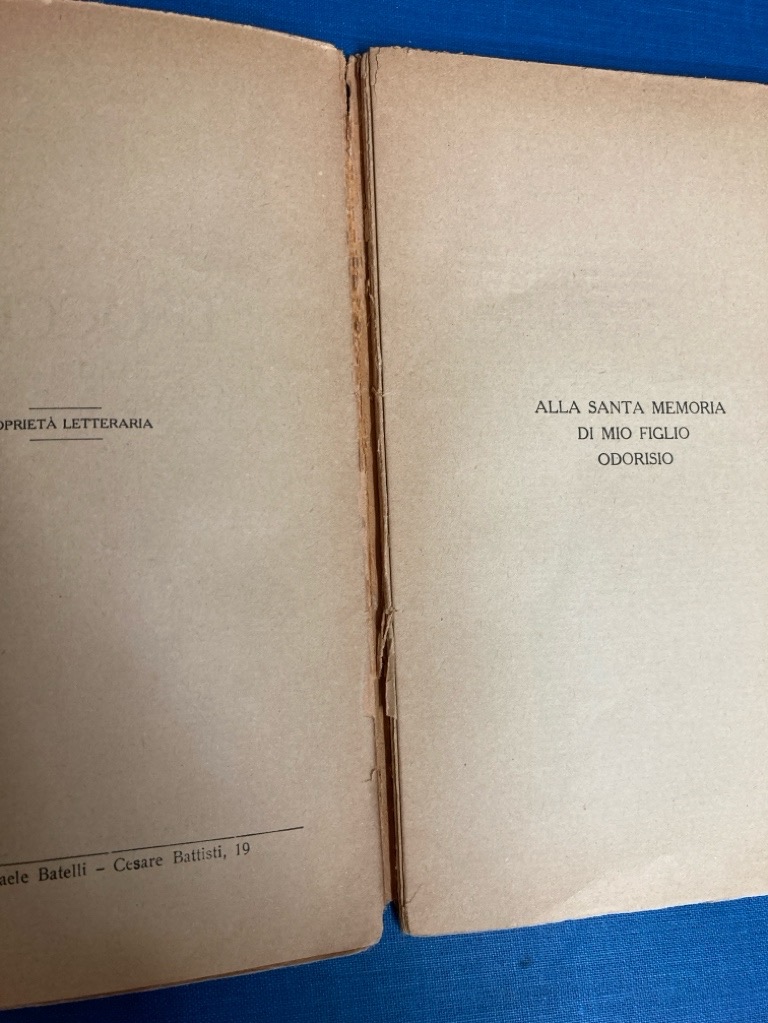 OPRIETÀ LETTERARIA
aele Batelli - Cesare Battisti, 19
ALLA SANTA MEMORIA
DI MIO FIGLIO
ODORISIO